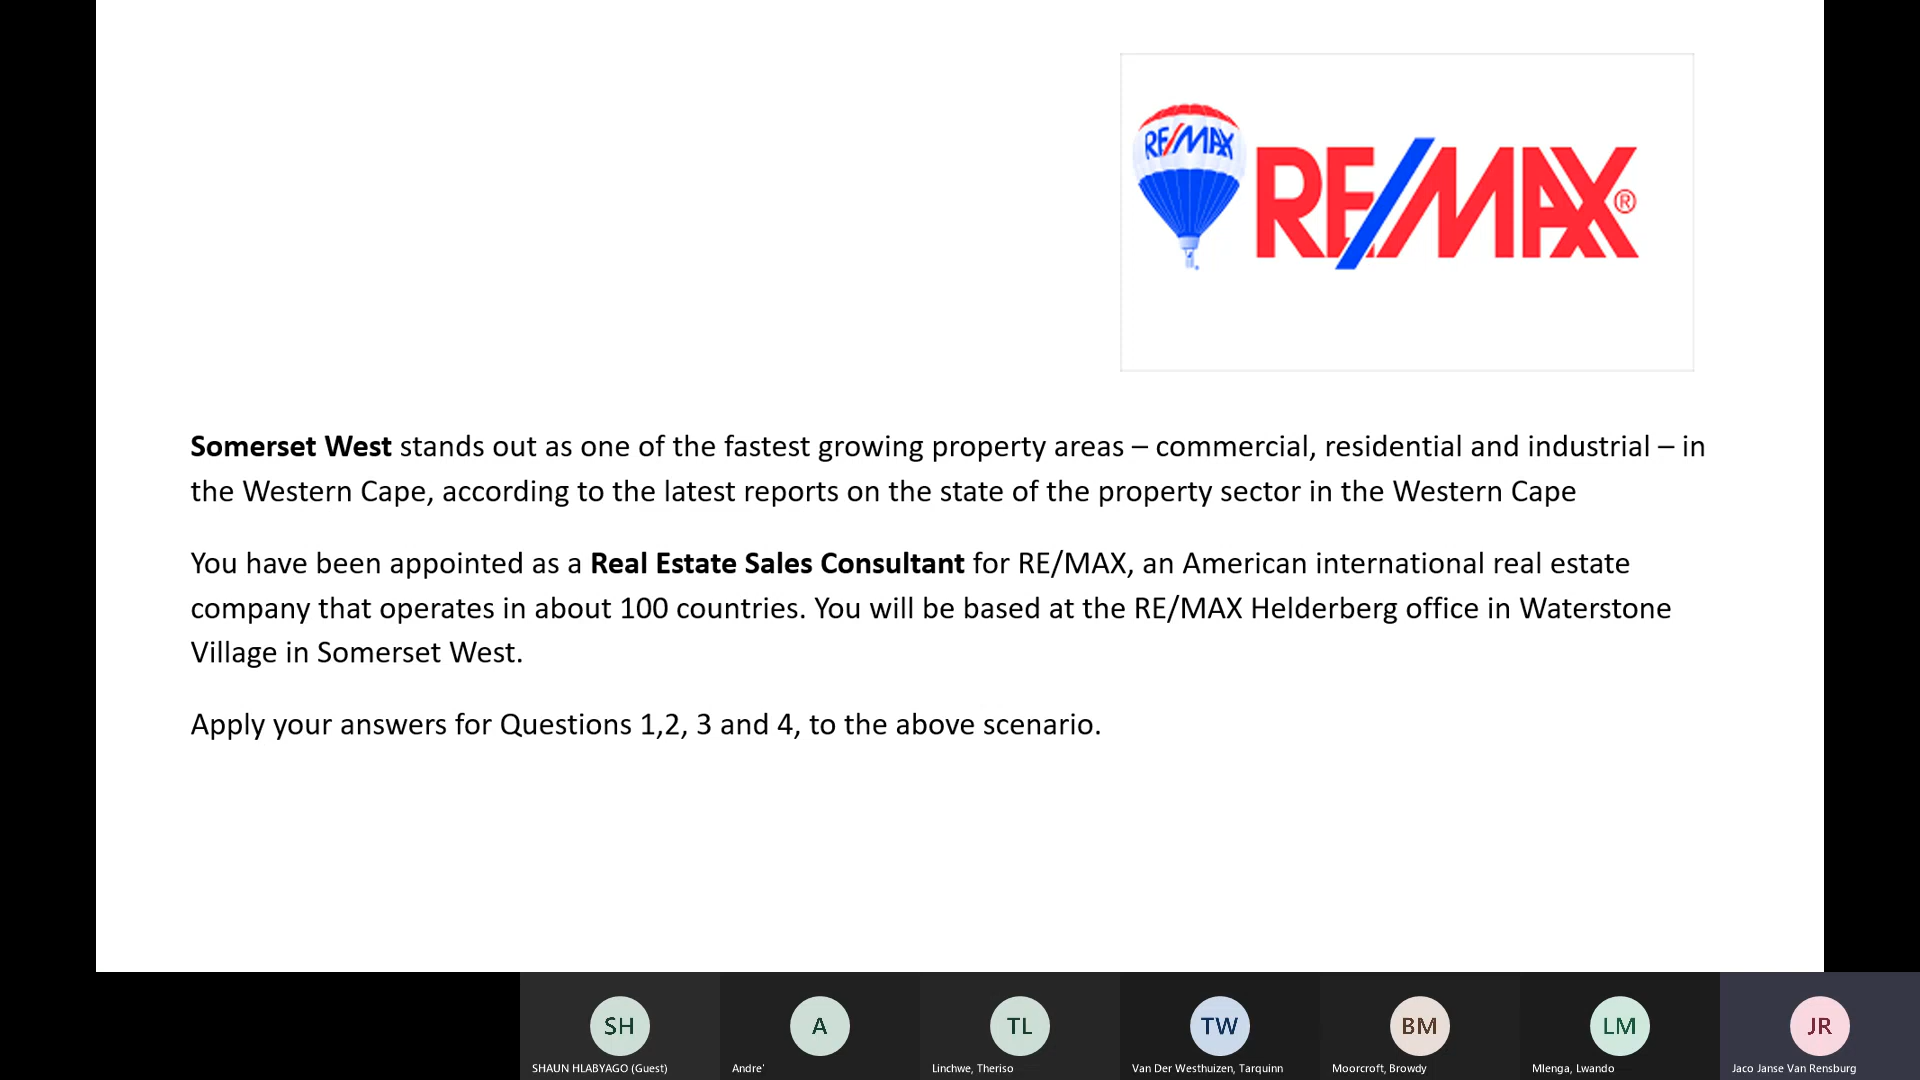 RE/MAX
RE/MAX®
Somerset West stands out as one of the fastest growing property areas – commercial, residential and industrial – in
the Western Cape, according to the latest reports on the state of the property sector in the Western Cape
You have been appointed as a Real Estate Sales Consultant for RE/MAX, an American international real estate
company that operates in about 100 countries. You will be based at the RE/MAX Helderberg office in Waterstone
Village in Somerset West.
Apply your answers for Questions 1,2, 3 and 4, to the above scenario.
SH
A
TL
TW
BM
LM
JR
SHAUN HLABYAGO (Guest)
Andre'
Linchwe, Theriso
Van Der Westhuizen, Tarquinn
Moorcroft, Browdy
Mlenga, Lwando
Jaco Janse Van Rensburg